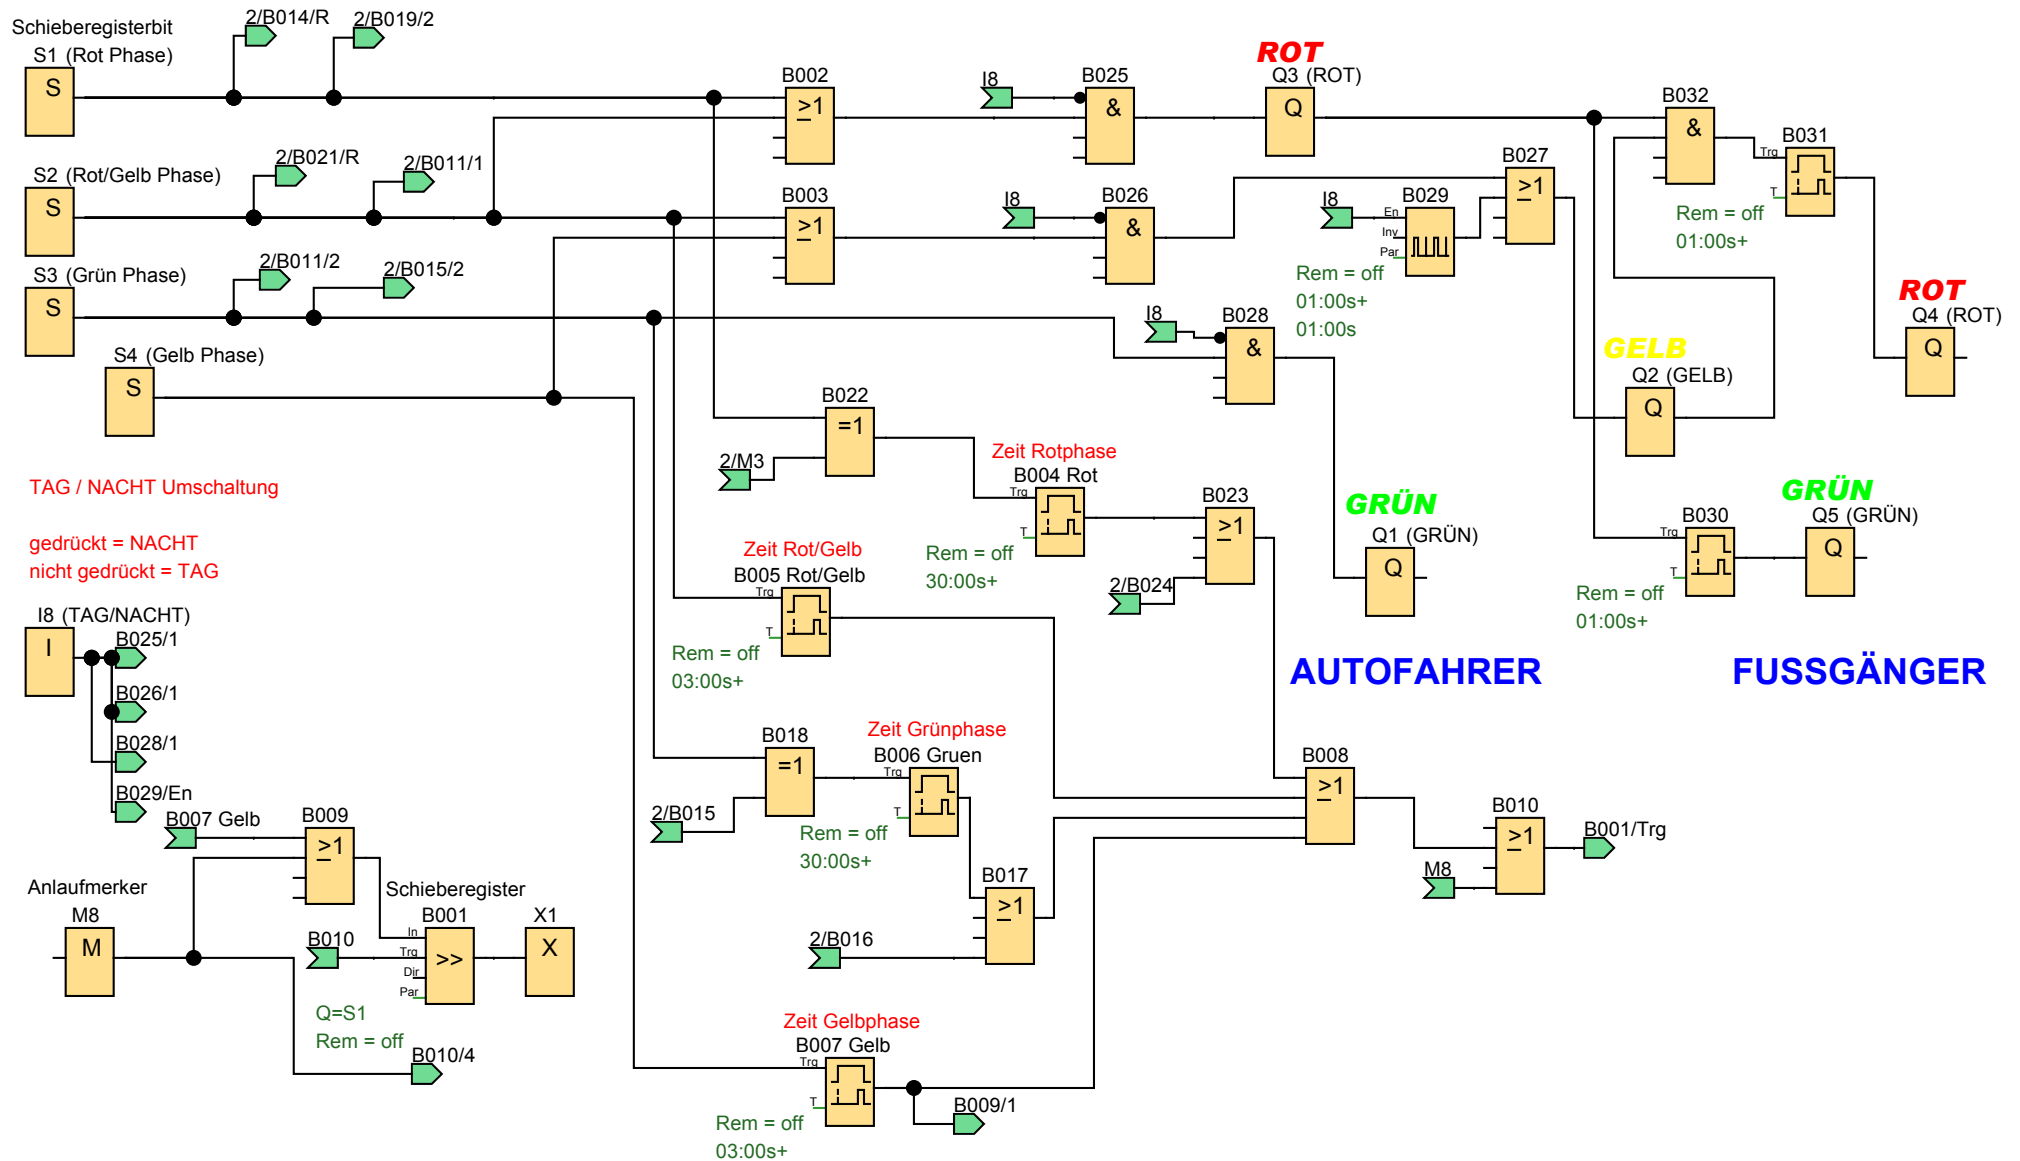 Schieberegisterbit
S1 (Rot Phase)
S
2/B014/R
2/B019/2
S2 (Rot/Gelb Phase)
S
2/B021/R
2/B011/1
S3 (Grün Phase)
S
2/B011/2
2/B015/2
S4 (Gelb Phase)
S
B002
>1
B003
>1
I8
B025
&
I8
B026
&
I8
B028
&
ROT
Q3 (ROT)
Q
I8
B029
En
Inv
Par
Rem = off
01:00s+
01:00s
B027
>1
B032
&
B031
Trg
T
Rem = off
01:00s+
ROT
Q4 (ROT)
Q
GELB
Q2 (GELB)
Q
B022
=1
2/M3
Zeit Rotphase
B004 Rot
Trg
T
Rem = off
30:00s+
B023
>1
2/B024
GRÜN
Q1 (GRÜN)
Q
GRÜN
Q5 (GRÜN)
Q
B030
Trg
T
Rem = off
01:00s+
AUTOFAHRER
FUSSGÄNGER
TAG / NACHT Umschaltung
gedrückt = NACHT
nicht gedrückt = TAG
I8 (TAG/NACHT)
I
B025/1
B026/1
B028/1
B029/En
Zeit Rot/Gelb
B005 Rot/Gelb
Trg
T
Rem = off
03:00s+
B018
=1
2/B015
Zeit Grünphase
B006 Gruen
Trg
T
Rem = off
30:00s+
B017
>1
2/B016
B008
>1
B010
>1
M8
B001/Trg
B007 Gelb
B009
>1
Anlaufmerker
M8
M
Schieberegister
B001
In
Trg
Dir
Par
>>
B010
Q=S1
Rem = off
X1
X
B010/4
Zeit Gelbphase
B007 Gelb
Trg
T
Rem = off
03:00s+
B009/1